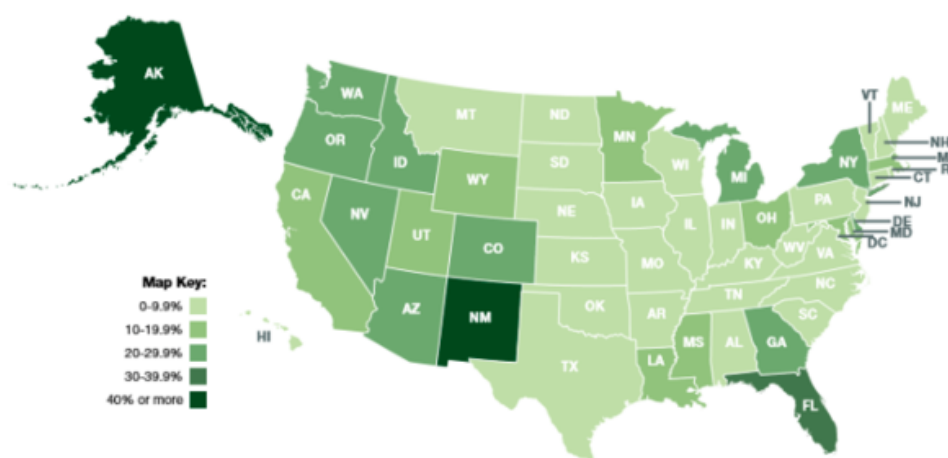 AK
WA
MT
ND
MN
VT
ME
NH
M
R
CT
OR
ID
SD
WI
MI
NY
WY
CA
NV
UT
CO
NE
IA
IL
IN
OH
PA
NJ
DE
MD
DC
WV
VA
KS
MO
KY
NC
TN
AZ
NM
OK
AR
SC
MS
AL
GA
LA
TX
FL
HI
Map Key:
0-9.9%
10-19.9%
20-29.9%
30-39.9%
40% or more